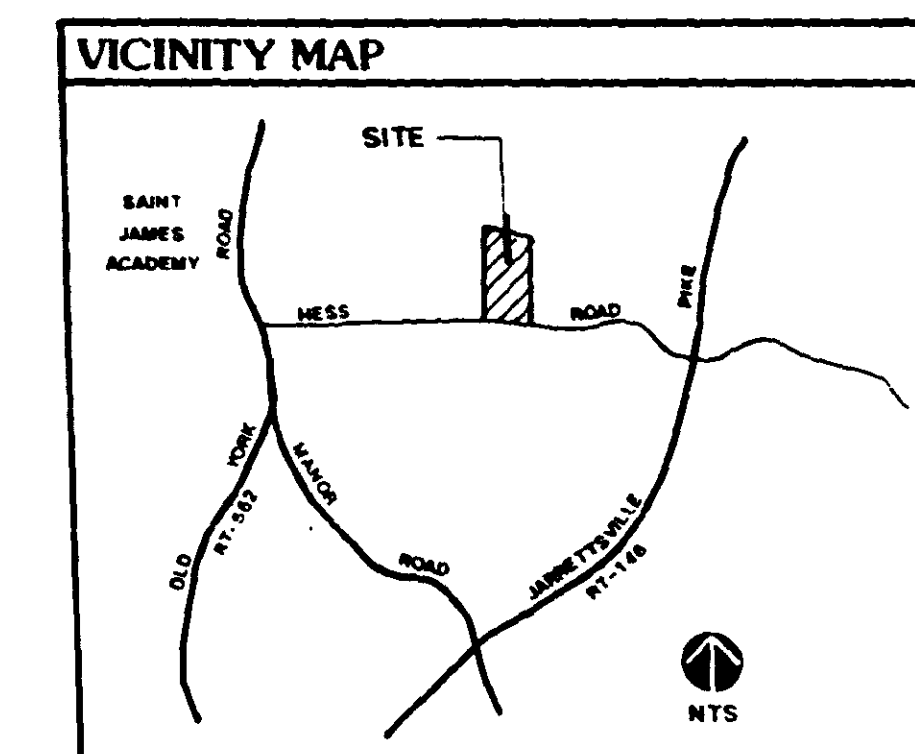 VICINITY MAP
SITE
SAINT
JAMES
ACADEMY
ROAD
PIKE
HESS
ROAD
YORK
MANOR
OLD
RT-562
ROAD
JARRETTSVILLE
RT-146
NTS